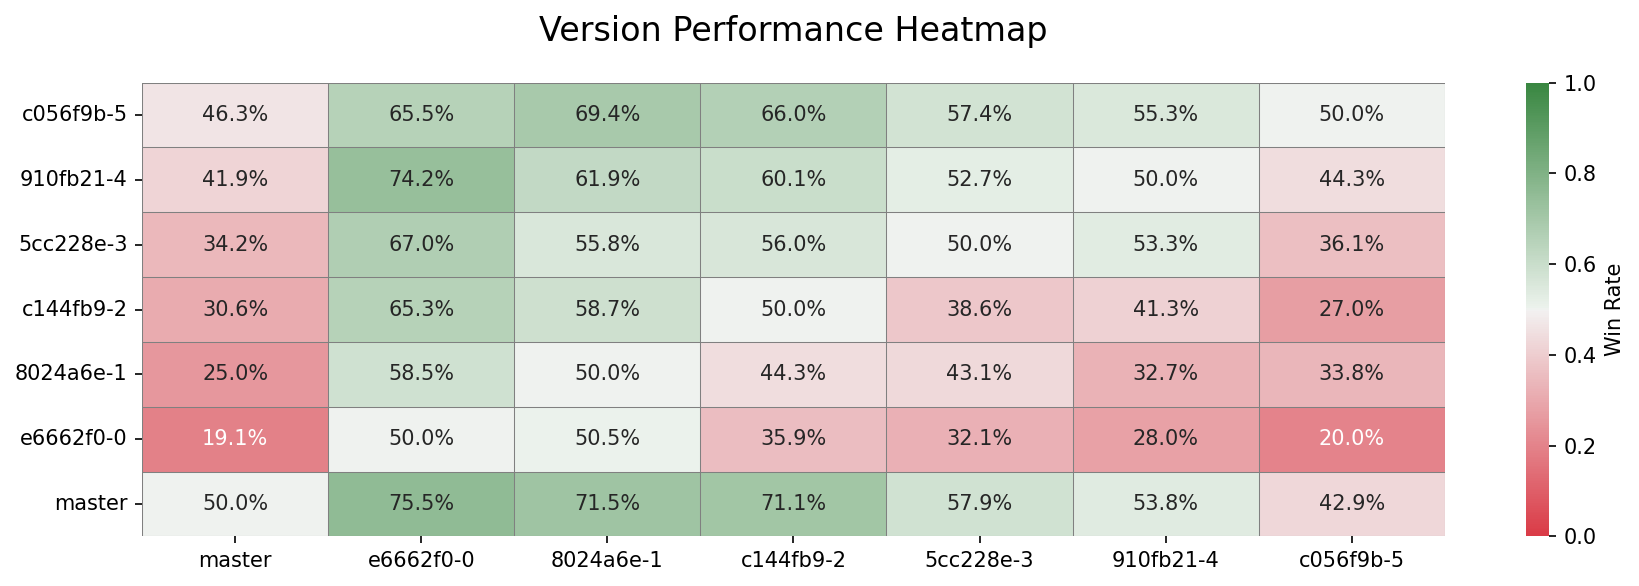 Version Performance Heatmap
c056f9b-5 46.3% 65.5% 69.4% 66.0% 57.4% 55.3% 50.0%
910fb21-4 41.9% 74.2% 61.9% 60.1% 52.7% 50.0% 44.3%
5cc228e-3 34.2% 67.0% 55.8% 56.0% 50.0% 53.3% 36.1%
c144fb9-2 30.6% 65.3% 58.7% 50.0% 38.6% 41.3% 27.0%
8024a6e-1 25.0% 58.5% 50.0% 44.3% 43.1% 32.7% 33.8%
e6662f0-0 19.1% 50.0% 50.5% 35.9% 32.1% 28.0% 20.0%
master 50.0% 75.5% 71.5% 71.1% 57.9% 53.8% 42.9%
master e6662f0-0 8024a6e-1 c144fb9-2 5cc228e-3 910fb21-4 c056f9b-5
1.0
0.8
0.6
0.4
0.2
0.0
Win Rate